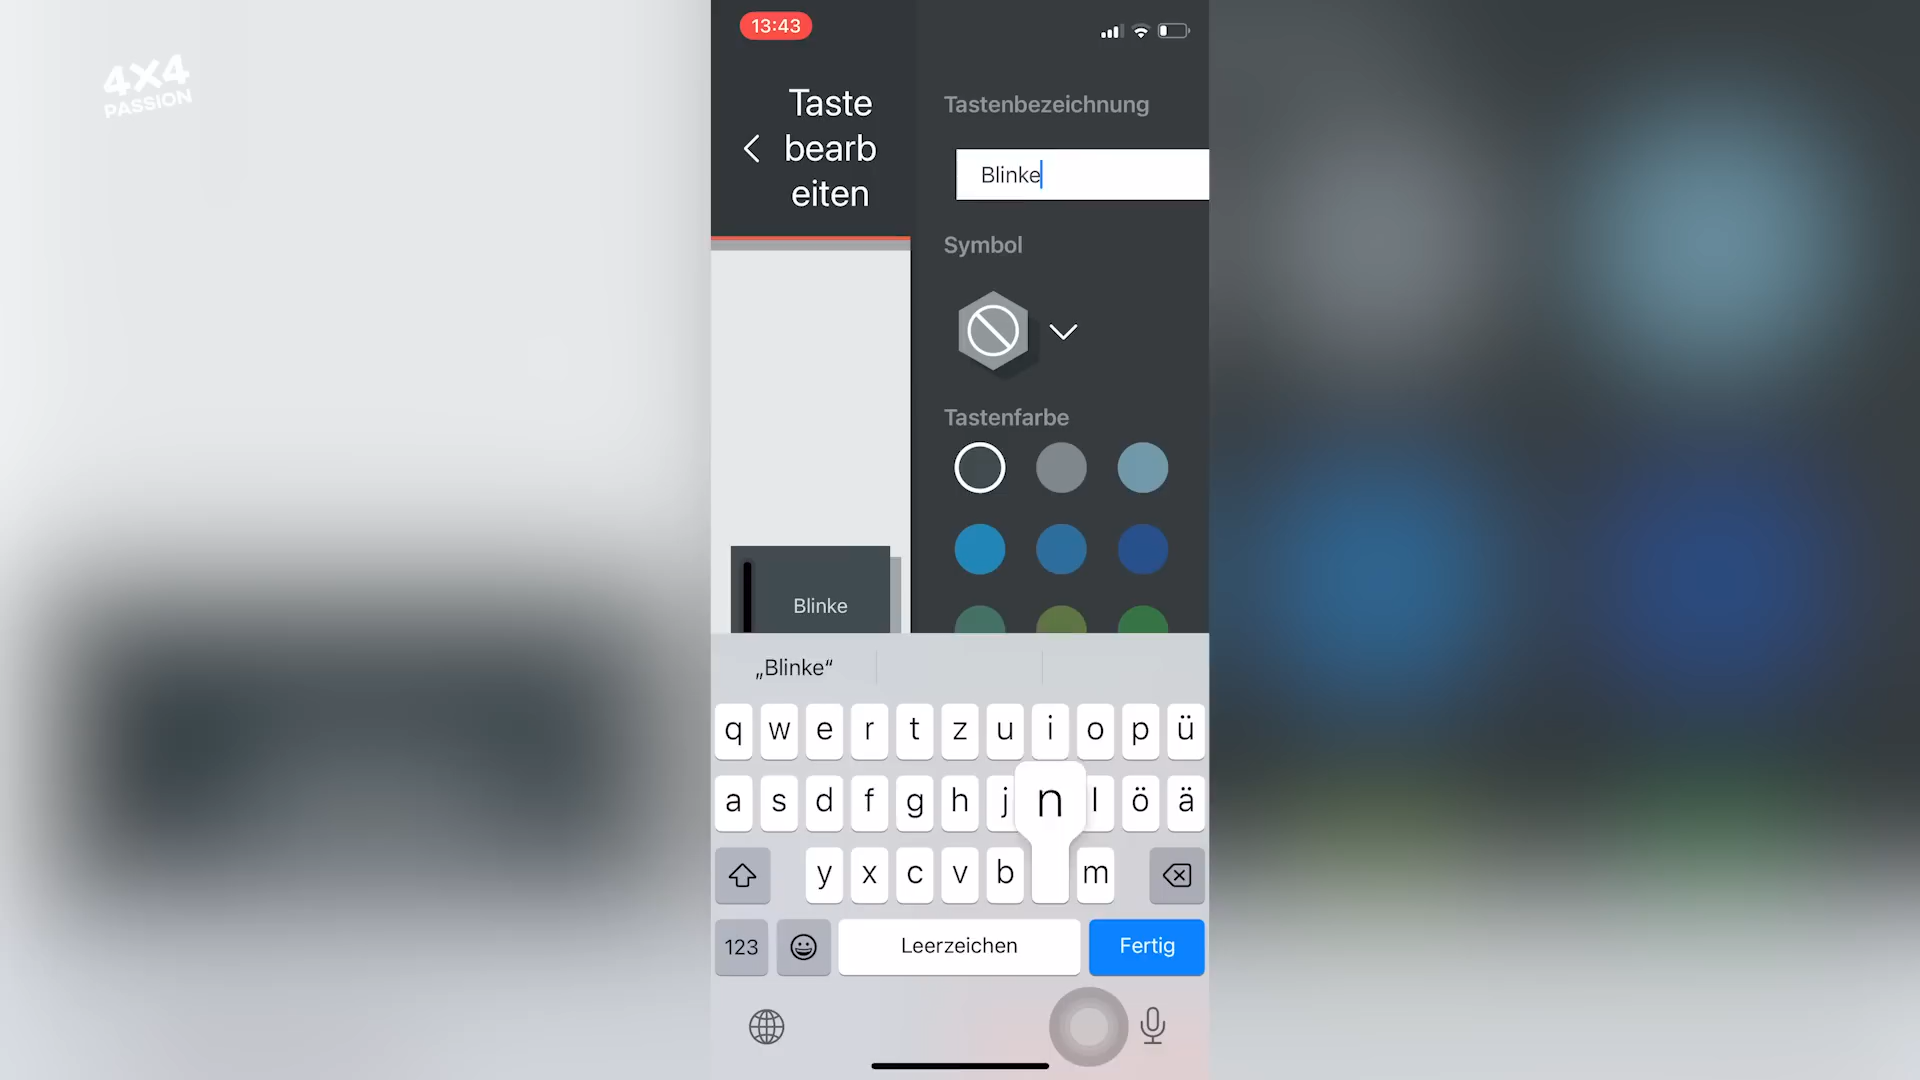 4X4
PASSION
13:43
Taste
bearb
eiten
Tastenbezeichnung
Blinke
Symbol
Tastenfarbe
Blinke
„Blinke“
q w e r t z u i o p ü
a s d f g h j n l ö ä
y x c v b m
123 Leerzeichen Fertig